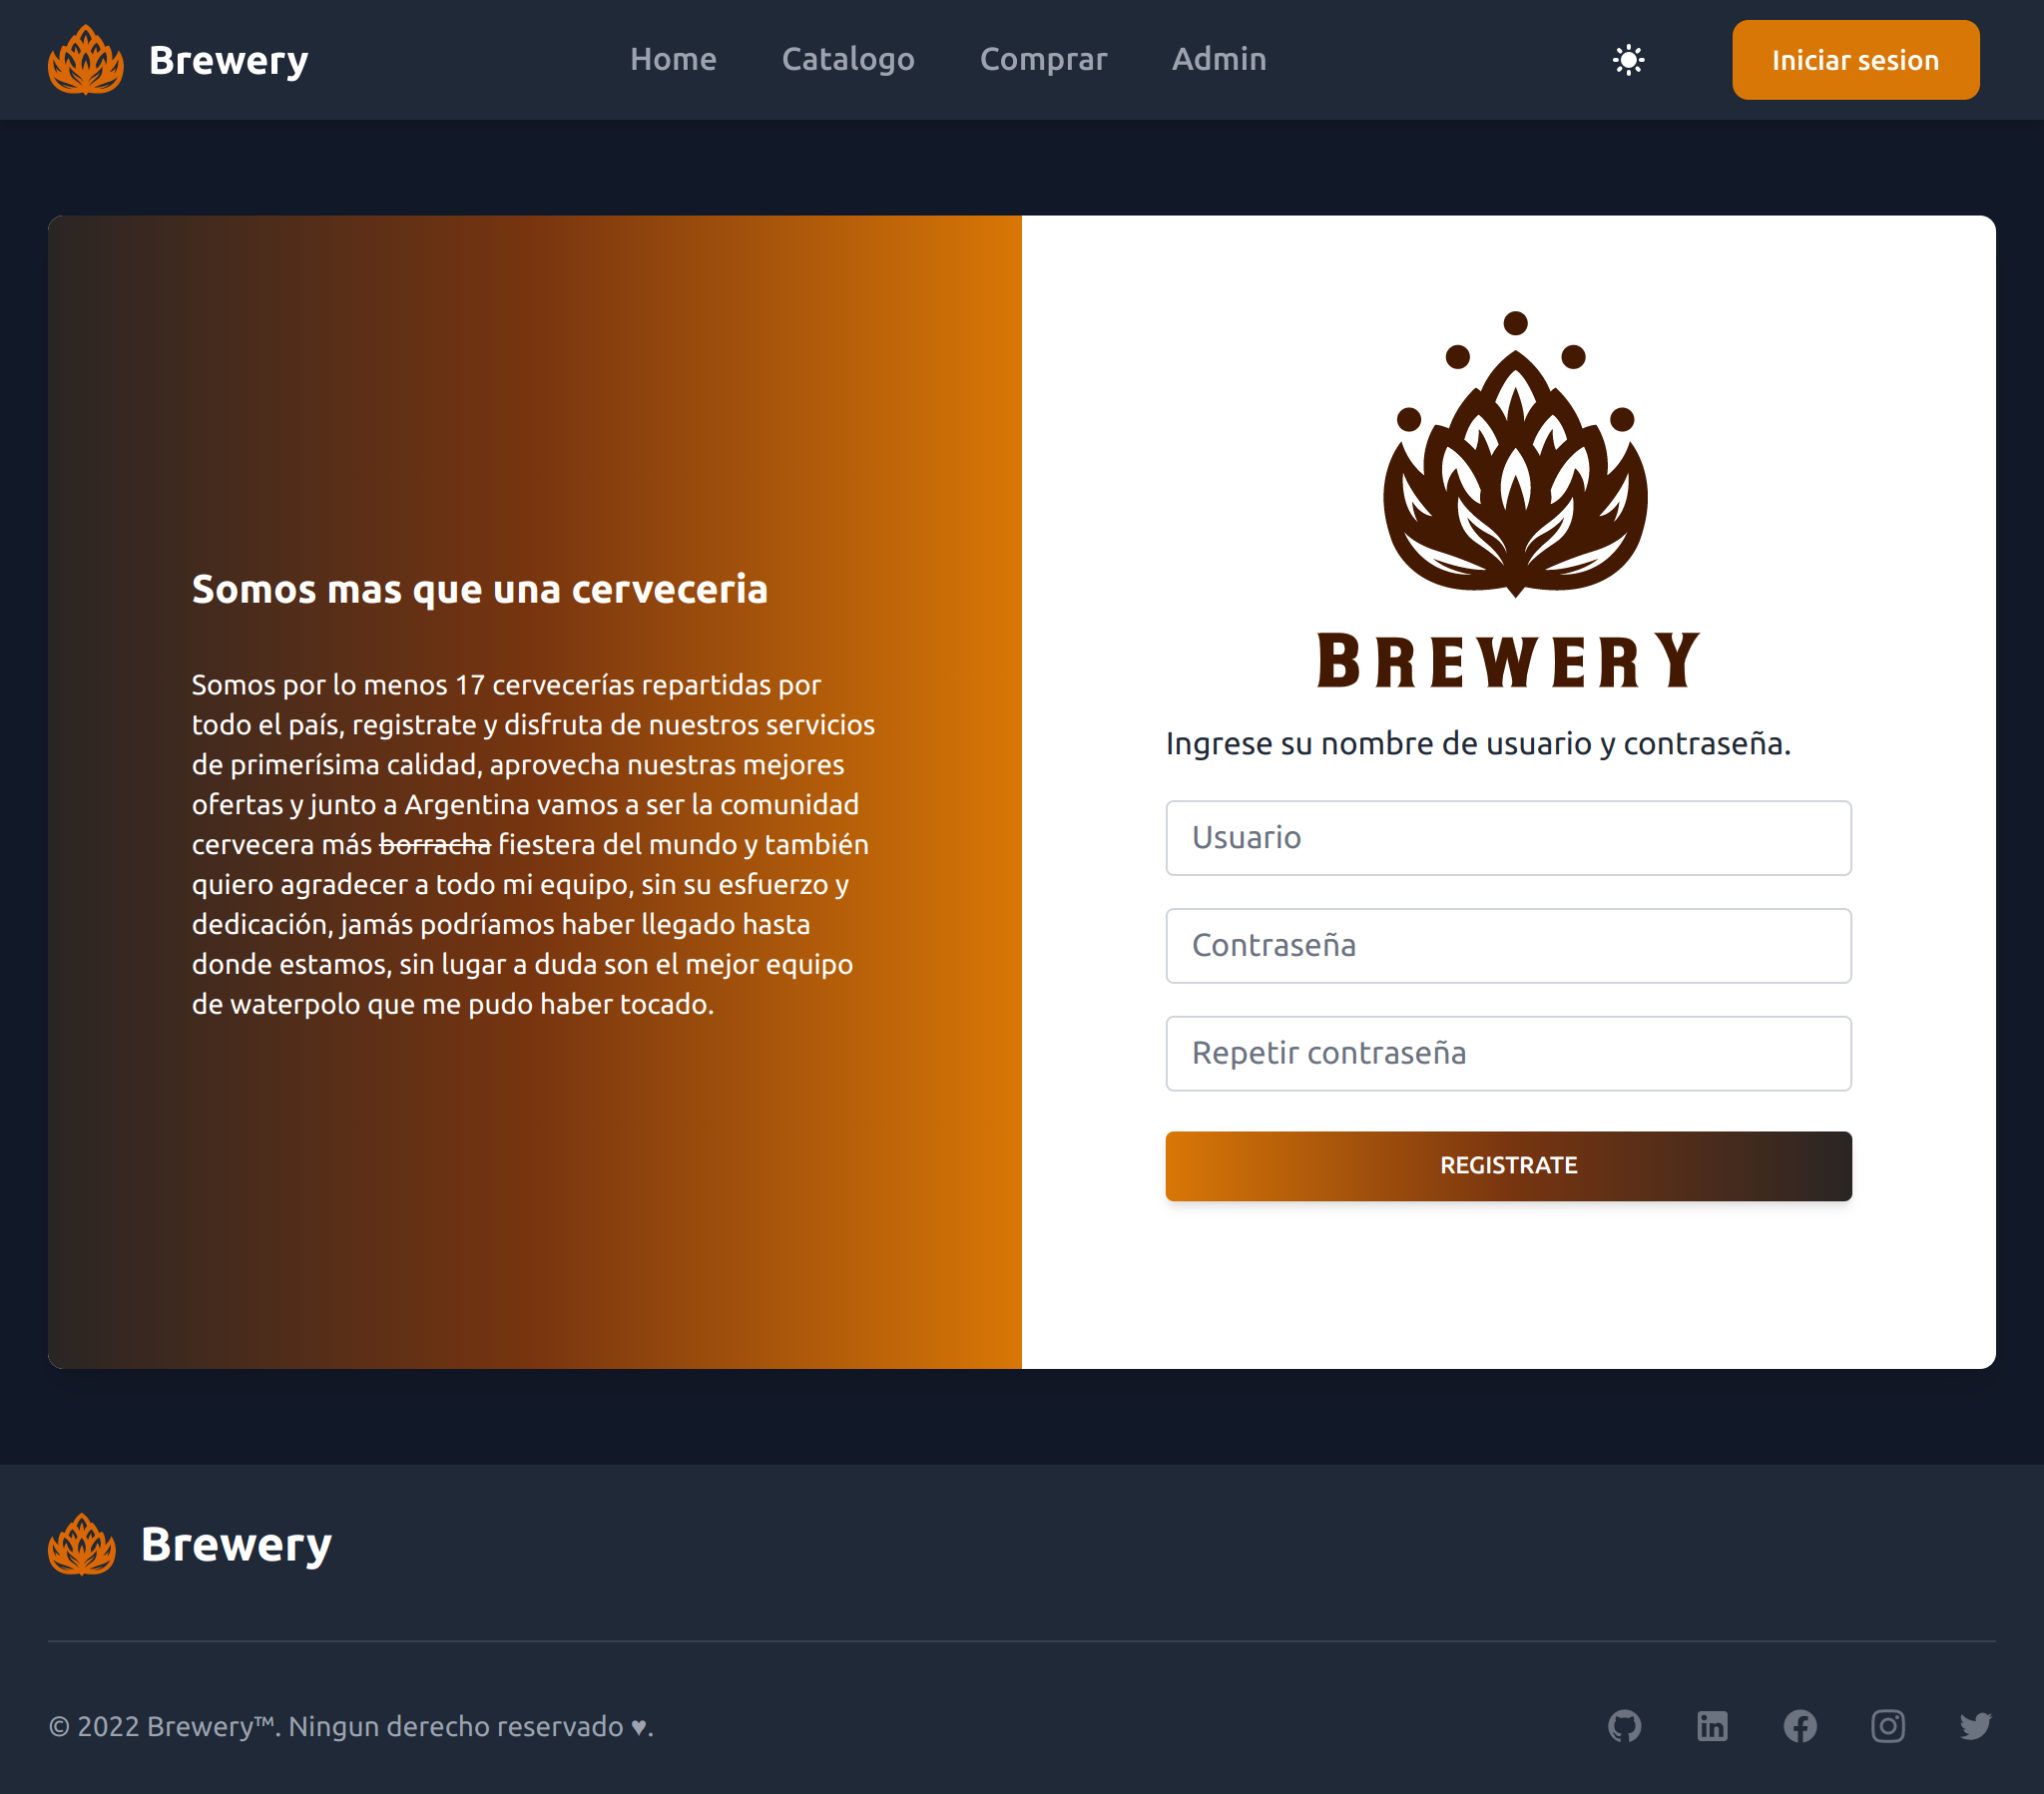 Brewery
Home
Catalogo
Comprar
Admin
Iniciar sesion
Somos mas que una cerveceria
Somos por lo menos 17 cervecerías repartidas por
todo el país, registrate y disfruta de nuestros servicios
de primerísima calidad, aprovecha nuestras mejores
ofertas y junto a Argentina vamos a ser la comunidad
cervecera más borracha fiestera del mundo y también
quiero agradecer a todo mi equipo, sin su esfuerzo y
dedicación, jamás podríamos haber llegado hasta
donde estamos, sin lugar a duda son el mejor equipo
de waterpolo que me pudo haber tocado.
BREWERY
Ingrese su nombre de usuario y contraseña.
Usuario
Contraseña
Repetir contraseña
REGISTRATE
Brewery
© 2022 Brewery™. Ningun derecho reservado ♥.